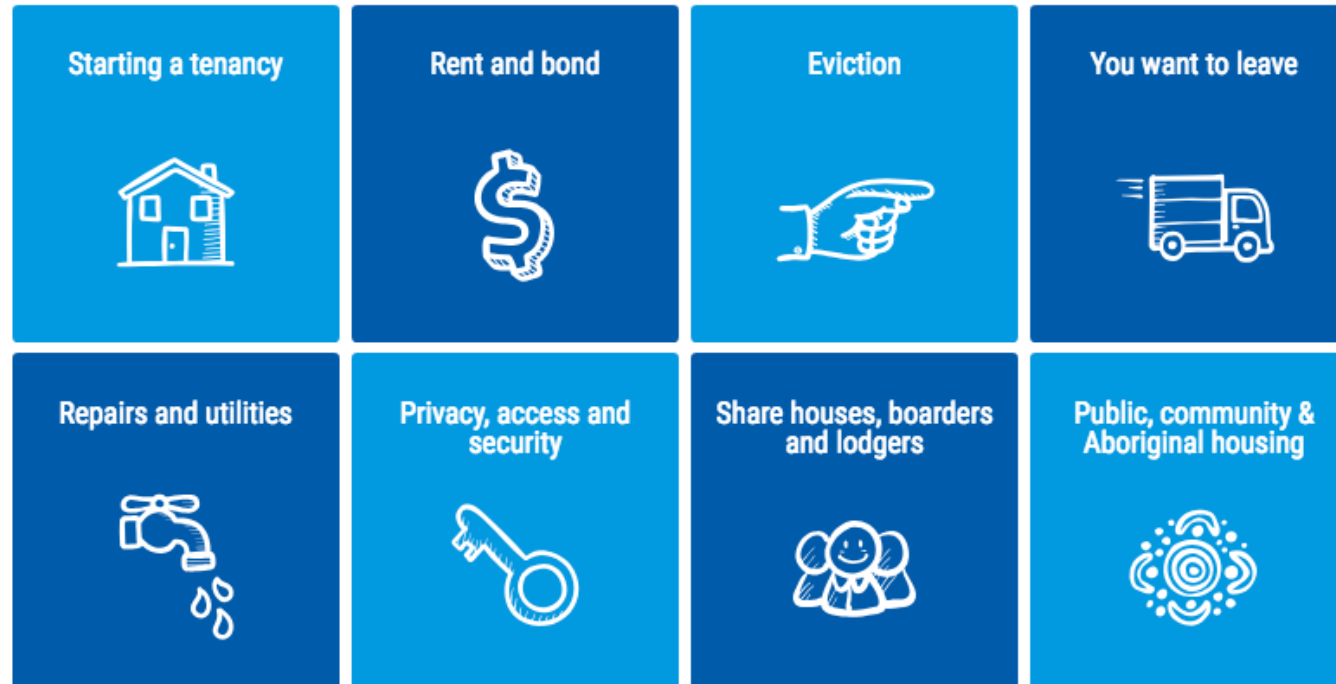 Starting a tenancy
Rent and bond
Eviction
You want to leave
Repairs and utilities
Privacy, access and
security
Share houses, boarders
and lodgers
Public, community &
Aboriginal housing